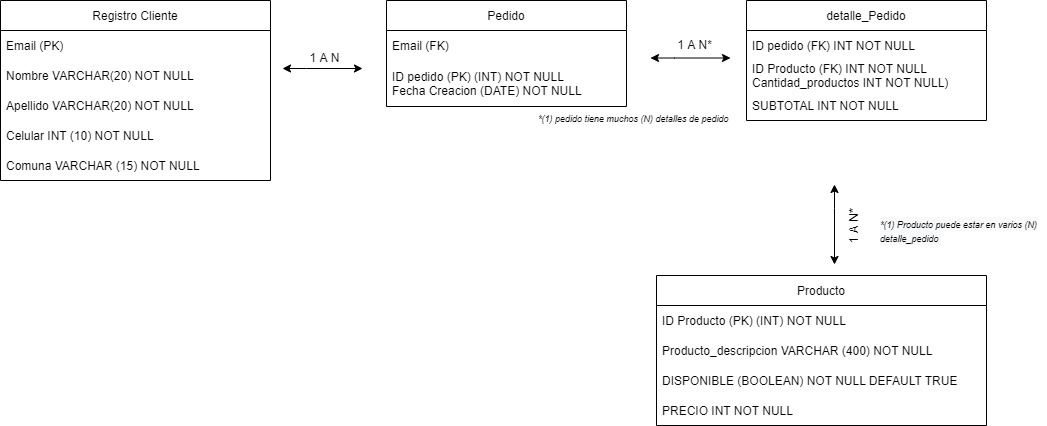 Registro Cliente
Email (PK)
Nombre VARCHAR(20) NOT NULL
Apellido VARCHAR(20) NOT NULL
Celular INT (10) NOT NULL
Comuna VARCHAR (15) NOT NULL
1 A N
Pedido
Email (FK)
ID pedido (PK) (INT) NOT NULL
Fecha Creacion (DATE) NOT NULL
1 A N*
*(1) pedido tiene muchos (N) detalles de pedido
detalle_Pedido
ID pedido (FK) INT NOT NULL
ID Producto (FK) INT NOT NULL
Cantidad_productos INT NOT NULL)
SUBTOTAL INT NOT NULL
1 A N*
*(1) Producto puede estar en varios (N)
detalle_pedido
Producto
ID Producto (PK) (INT) NOT NULL
Producto_descripcion VARCHAR (400) NOT NULL
DISPONIBLE (BOOLEAN) NOT NULL DEFAULT TRUE
PRECIO INT NOT NULL